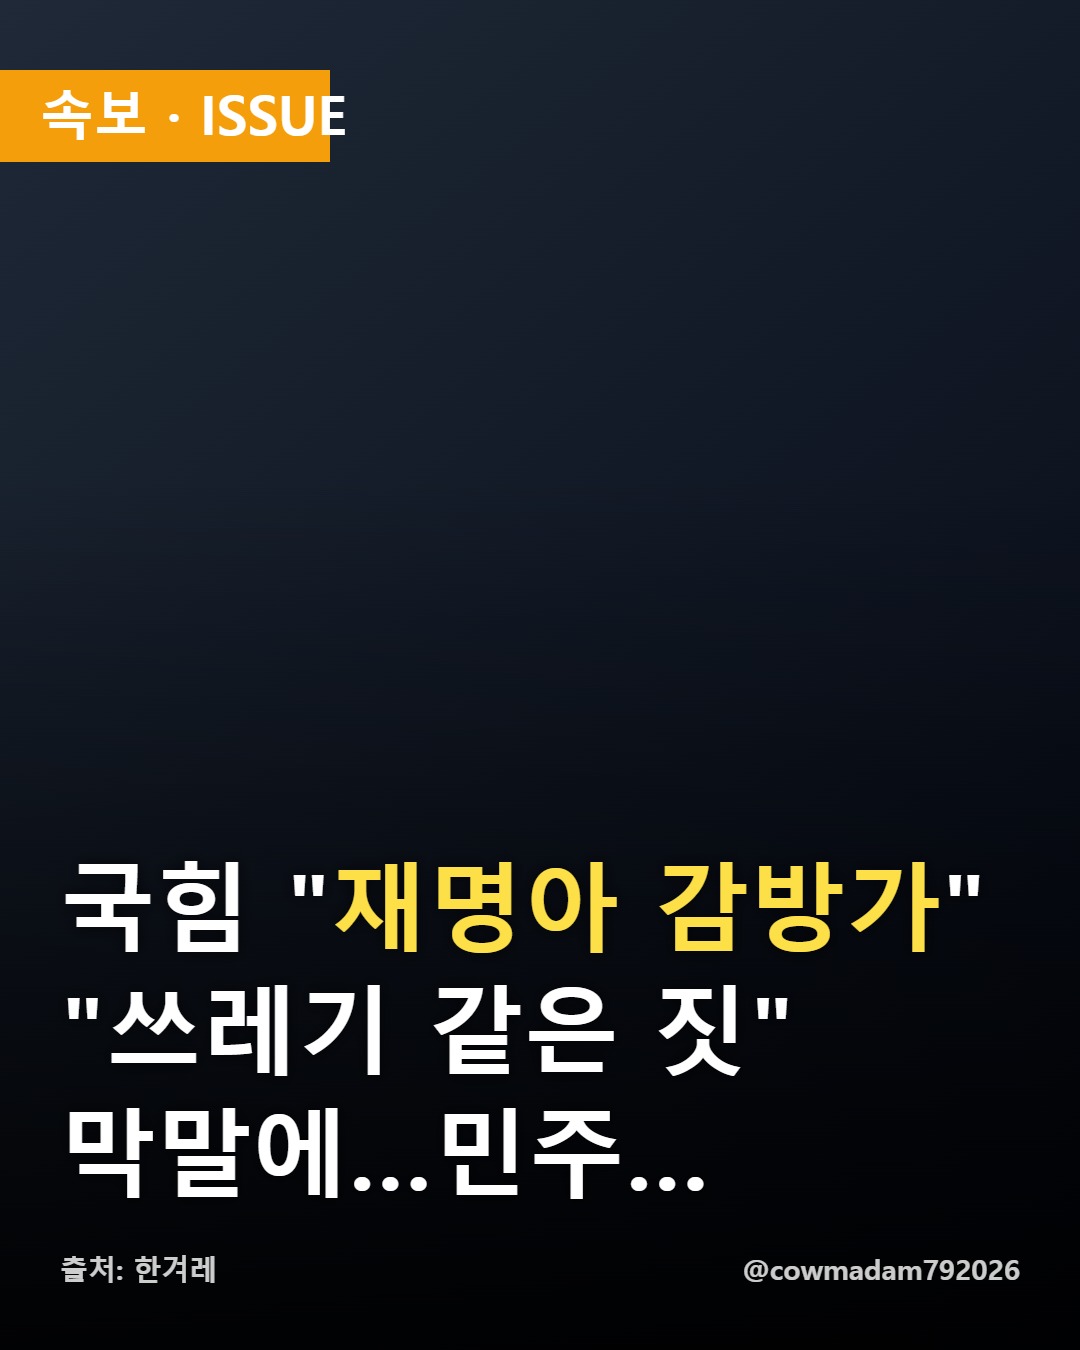 속보 · ISSUE
국힘 "재명아 감방가"
"쓰레기 같은 짓"
막말에...민주...
출처: 한겨레
@cowmadam792026